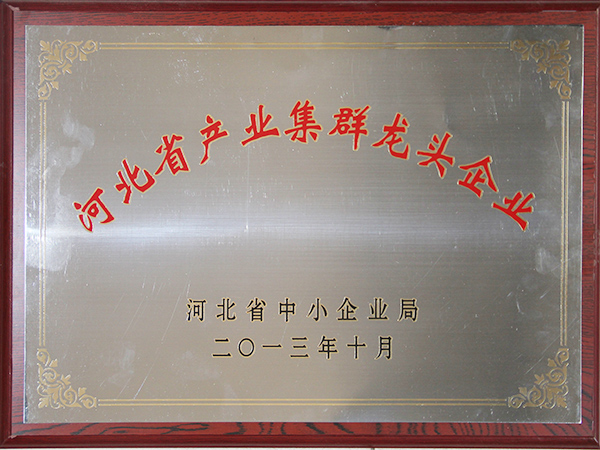 河北省产业集群龙头企业
河北省中小企业局
二〇一三年十月